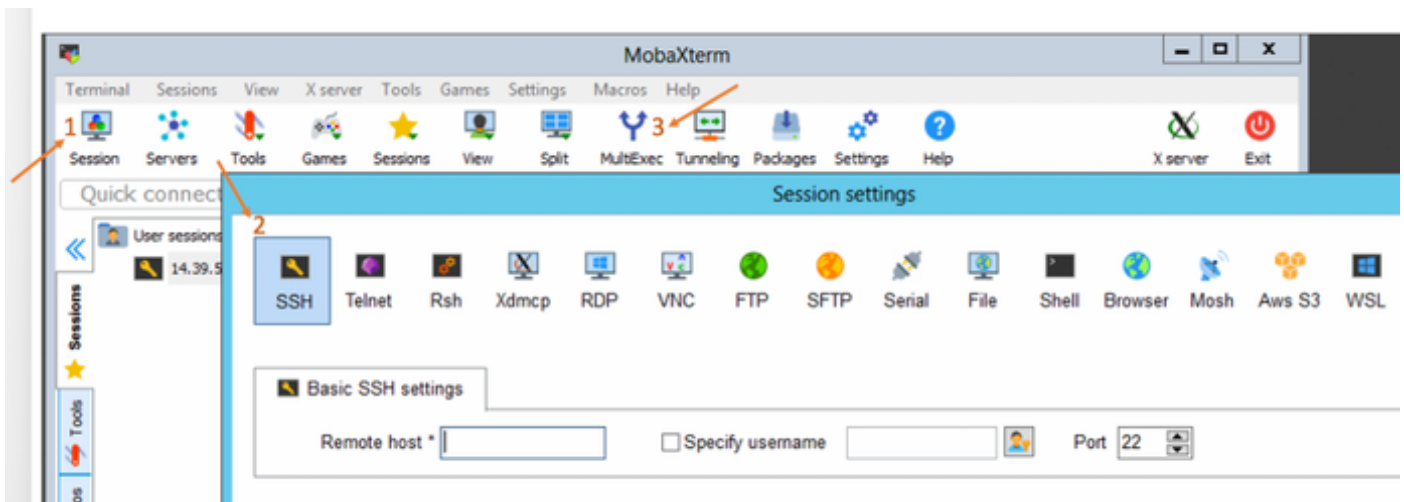 MobaXterm
Terminal Sessions View X server Tools Games Settings Macros Help
1 3
Session Servers Tools Games Sessions View Split MultiExec Tunneling Packages Settings Help X server Exit
Quick connect
Session settings
2
User sessions
14.39.5
SSH Telnet Rsh Xdmcp RDP VNC FTP SFTP Serial File Shell Browser Mosh Aws S3 WSL
Sessions
Basic SSH settings
Tools
Remote host * Specify username Port 22